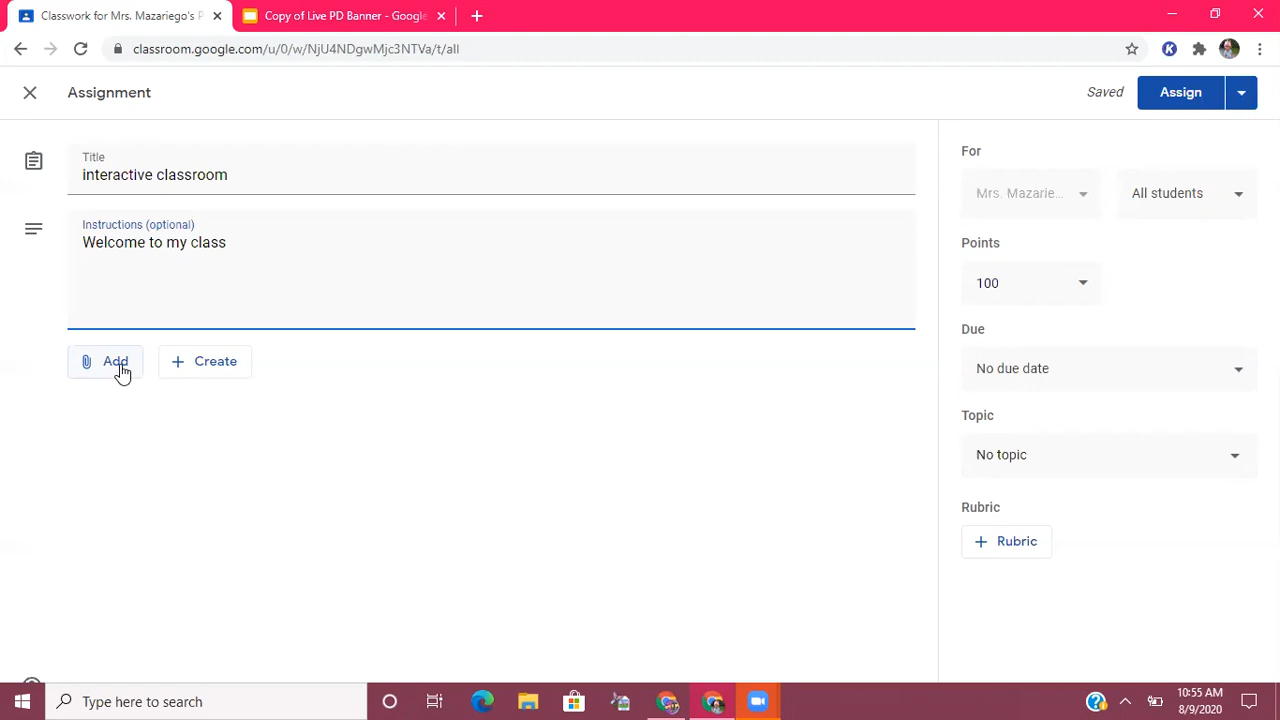 Classwork for Mrs. Mazariego's P
Copy of Live PD Banner - Google
classroom.google.com/u/0/w/NjU4NDgwMjc3NTVa/t/all
Assignment
Saved
Assign
Title
interactive classroom
Instructions (optional)
Welcome to my class
Add
Create
For
Mrs. Mazarie...
All students
Points
100
Due
No due date
Topic
No topic
Rubric
Rubric
Type here to search
10:55 AM
8/9/2020